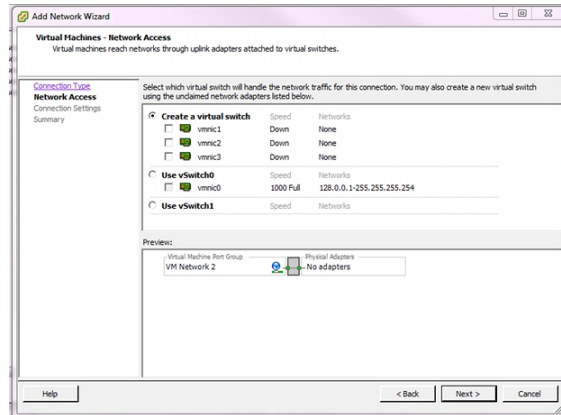 Add Network Wizard
Virtual Machines - Network Access
Virtual machines reach networks through uplink adapters attached to virtual switches.
Connection Type
Network Access
Connection Settings
Summary
Select which virtual switch will handle the network traffic for this connection. You may also create a new virtual switch
using the unclaimed network adapters listed below.
Create a virtual switch Speed Networks
vmnic1 Down None
vmnic2 Down None
vmnic3 Down None
Use vSwitch0 Speed Networks
vmnic0 1000 Full 128.0.0.1-255.255.255.254
Use vSwitch1 Speed Networks
Preview:
Virtual Machine Port Group Physical Adapters
VM Network 2 No adapters
Help < Back Next > Cancel